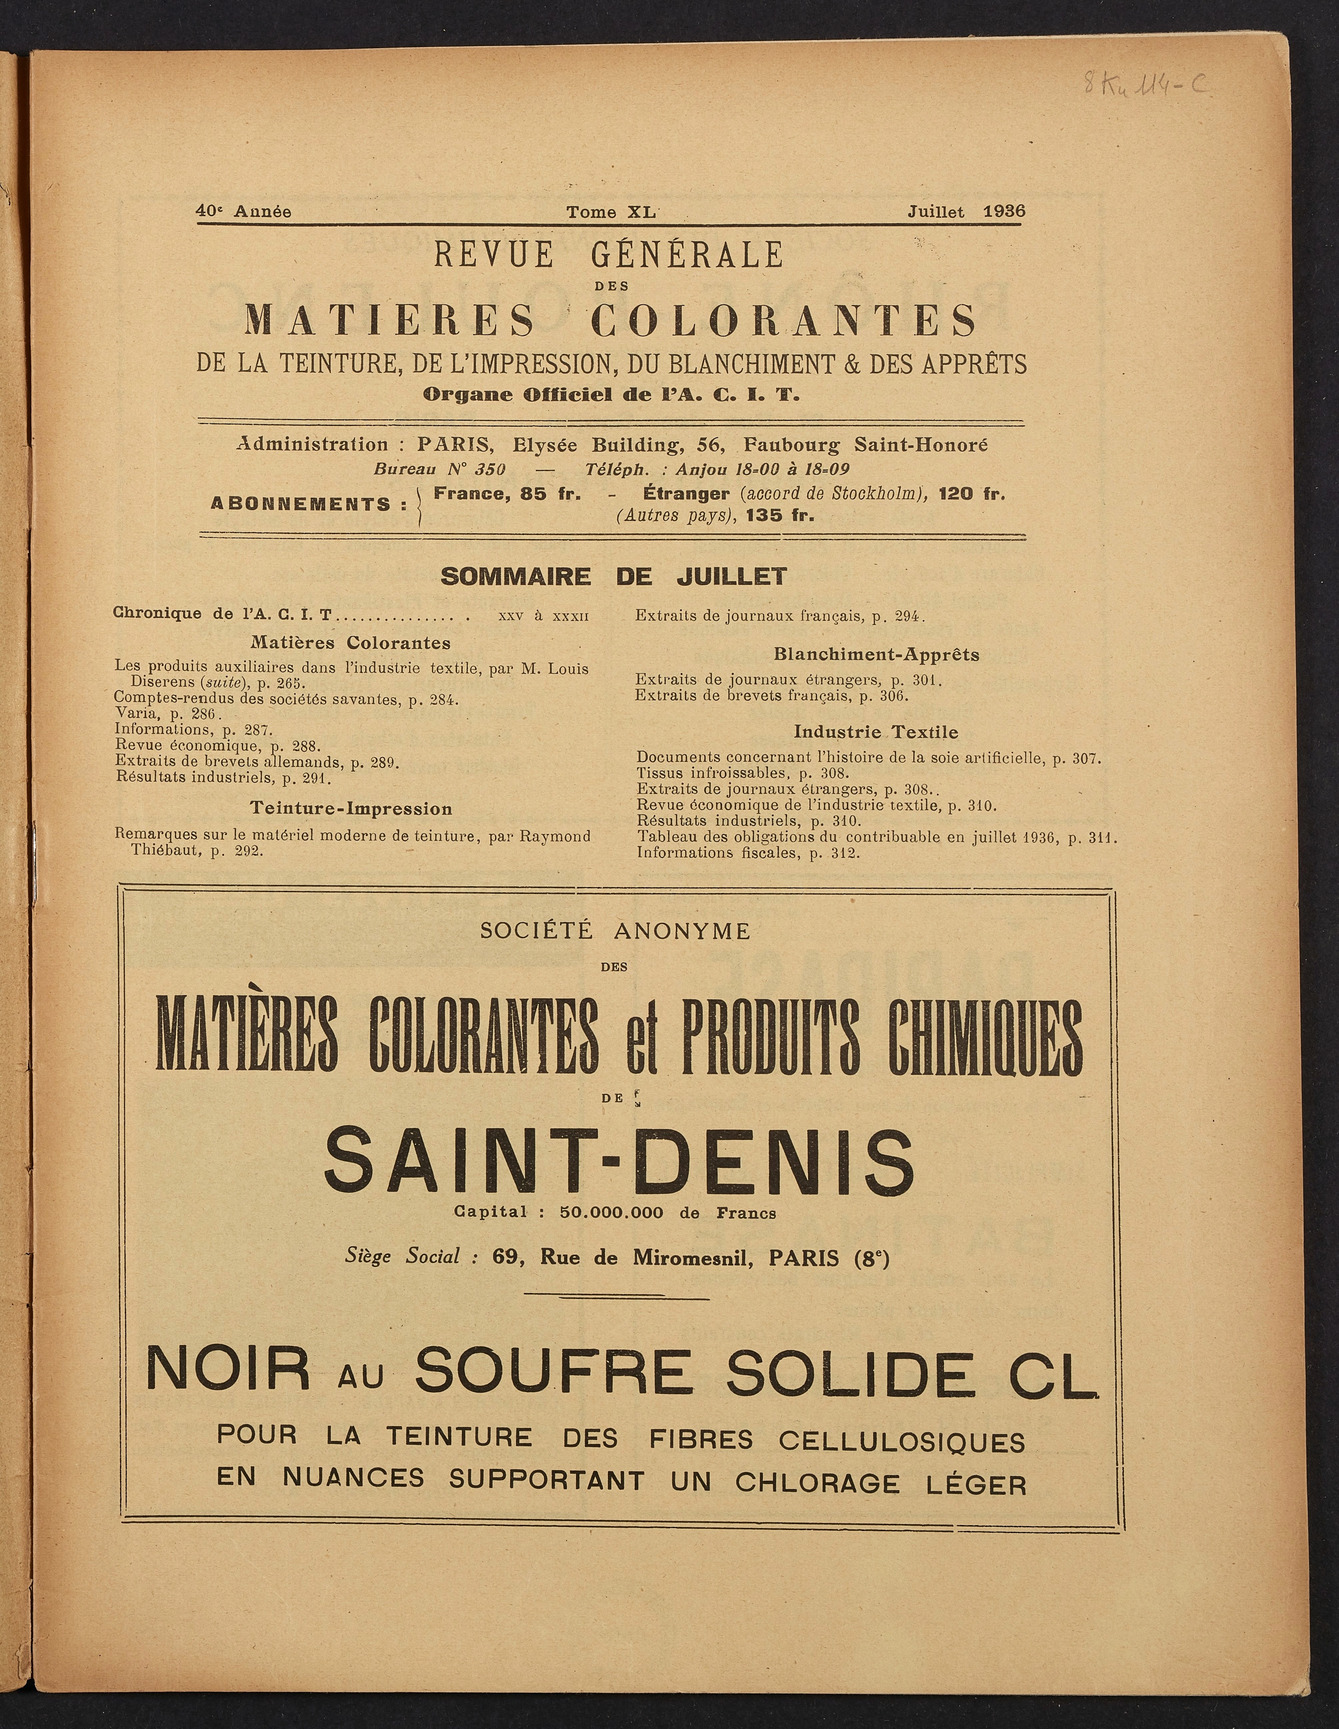 8 Ku 114-C
40e Année Tome XL Juillet 1936
REVUE GÉNÉRALE
DES
MATIERES COLORANTES
DE LA TEINTURE, DE L'IMPRESSION, DU BLANCHIMENT & DES APPRÊTS
Organe Officiel de l'A. C. I. T.
Administration : PARIS, Elysée Building, 56, Faubourg Saint-Honoré
Bureau N° 350 — Téléph. : Anjou 18-00 à 18-09
ABONNEMENTS : { France, 85 fr. - Étranger (accord de Stockholm), 120 fr.
(Autres pays), 135 fr.
SOMMAIRE DE JUILLET
Chronique de l'A. C. I. T................ . XXV à XXXII
Matières Colorantes
Les produits auxiliaires dans l'industrie textile, par M. Louis
Diserens (suite), p. 265.
Comptes-rendus des sociétés savantes, p. 284.
Varia, p. 286.
Informations, p. 287.
Revue économique, p. 288.
Extraits de brevets allemands, p. 289.
Résultats industriels, p. 291.
Teinture-Impression
Remarques sur le matériel moderne de teinture, par Raymond
Thiébaut, p. 292.
Extraits de journaux français, p. 294.
Blanchiment-Apprêts
Extraits de journaux étrangers, p. 301.
Extraits de brevets français, p. 306.
Industrie Textile
Documents concernant l'histoire de la soie artificielle, p. 307.
Tissus infroissables, p. 308.
Extraits de journaux étrangers, p. 308..
Revue économique de l'industrie textile, p. 310.
Résultats industriels, p. 310.
Tableau des obligations du contribuable en juillet 1936, p. 311.
Informations fiscales, p. 312.
SOCIÉTÉ ANONYME
DES
MATIÈRES COLORANTES et PRODUITS CHIMIQUES
DE
SAINT-DENIS
Capital : 50.000.000 de Francs
Siège Social : 69, Rue de Miromesnil, PARIS (8e)
NOIR AU SOUFRE SOLIDE CL
POUR LA TEINTURE DES FIBRES CELLULOSIQUES
EN NUANCES SUPPORTANT UN CHLORAGE LÉGER